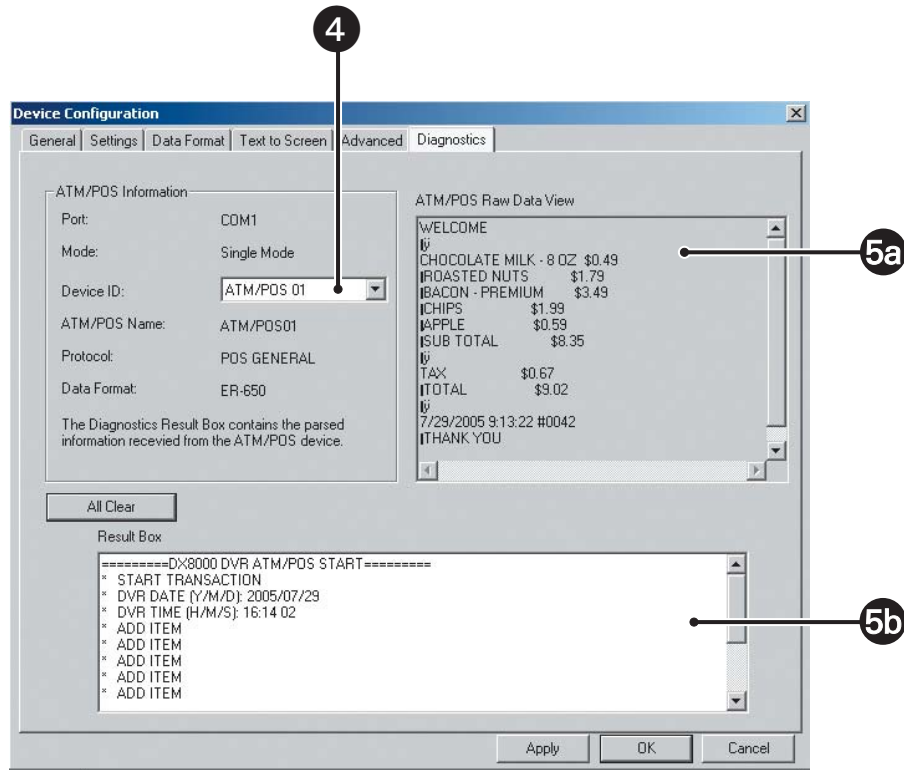 4
Device Configuration
General Settings Data Format Text to Screen Advanced Diagnostics
ATM/POS Information
Port: COM1
Mode: Single Mode
Device ID: ATM/POS 01
ATM/POS Name: ATM/POS01
Protocol: POS GENERAL
Data Format: ER-650
The Diagnostics Result Box contains the parsed
information recevied from the ATM/POS device.
ATM/POS Raw Data View
WELCOME
ÿ
CHOCOLATE MILK - 8 OZ $0.49
ROASTED NUTS $1.79
BACON - PREMIUM $3.49
CHIPS $1.99
APPLE $0.59
SUB TOTAL $8.35
ÿ
TAX $0.67
TOTAL $9.02
ÿ
7/29/2005 9:13:22 #0042
THANK YOU
5a
All Clear
Result Box
=========DX8000 DVR ATM/POS START=========
* START TRANSACTION
* DVR DATE (Y/M/D): 2005/07/29
* DVR TIME (H/M/S): 16:14 02
* ADD ITEM
* ADD ITEM
* ADD ITEM
* ADD ITEM
* ADD ITEM
5b
Apply OK Cancel